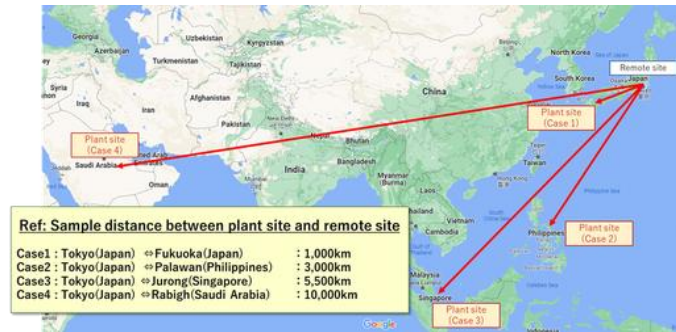 Georgia
Azerbaijan
Uzbekistan
Kyrgyzstan
Turkmenistan
Tajikistan
North Korea
Remote site
Japan
South Korea
Syria
Iraq
Iran
Afghanistan
China
Plant site
(Case 1)
Pakistan
Nepal
Bhutan
Plant site
(Case 4)
Saudi Arabia
United Arab
Emirates
Oman
India
Bangladesh
Myanmar
(Burma)
Taiwan
Laos
Thailand
Vietnam
Cambodia
Philippines
Plant site
(Case 2)
Ref: Sample distance between plant site and remote site
Case1 : Tokyo(Japan) ⇔Fukuoka(Japan) : 1,000km
Case2 : Tokyo(Japan) ⇔Palawan(Philippines) : 3,000km
Case3 : Tokyo(Japan) ⇔Jurong(Singapore) : 5,500km
Case4 : Tokyo(Japan) ⇔Rabigh(Saudi Arabia) : 10,000km
Malaysia
Singapore
Plant site
(Case 3)
Google